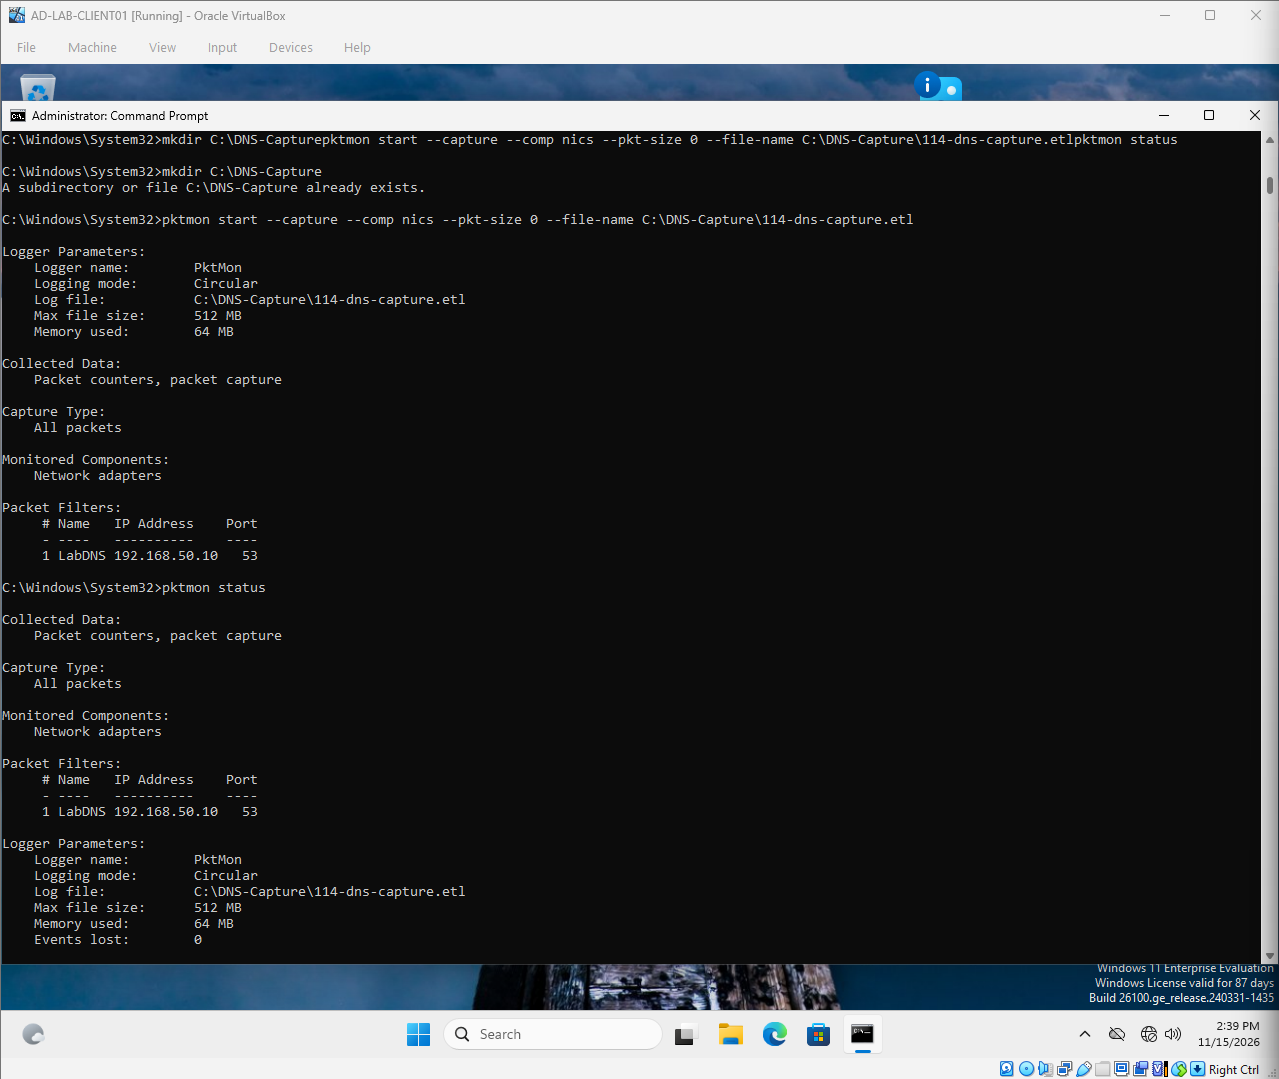 AD-LAB-CLIENT01 [Running] - Oracle VirtualBox
File Machine View Input Devices Help
Administrator: Command Prompt
C:\Windows\System32>mkdir C:\DNS-Capturepktmon start --capture --comp nics --pkt-size 0 --file-name C:\DNS-Capture\114-dns-capture.etlpktmon status
C:\Windows\System32>mkdir C:\DNS-Capture
A subdirectory or file C:\DNS-Capture already exists.
C:\Windows\System32>pktmon start --capture --comp nics --pkt-size 0 --file-name C:\DNS-Capture\114-dns-capture.etl
Logger Parameters:
    Logger name:        PktMon
    Logging mode:       Circular
    Log file:           C:\DNS-Capture\114-dns-capture.etl
    Max file size:      512 MB
    Memory used:        64 MB
Collected Data:
    Packet counters, packet capture
Capture Type:
    All packets
Monitored Components:
    Network adapters
Packet Filters:
     # Name   IP Address    Port
     - ----   ----------    ----
     1 LabDNS 192.168.50.10   53
C:\Windows\System32>pktmon status
Collected Data:
    Packet counters, packet capture
Capture Type:
    All packets
Monitored Components:
    Network adapters
Packet Filters:
     # Name   IP Address    Port
     - ----   ----------    ----
     1 LabDNS 192.168.50.10   53
Logger Parameters:
    Logger name:        PktMon
    Logging mode:       Circular
    Log file:           C:\DNS-Capture\114-dns-capture.etl
    Max file size:      512 MB
    Memory used:        64 MB
    Events lost:        0
Windows 11 Enterprise Evaluation
Windows License valid for 87 days
Build 26100.ge_release.240331-1435
Search
2:39 PM
11/15/2026
Right Ctrl